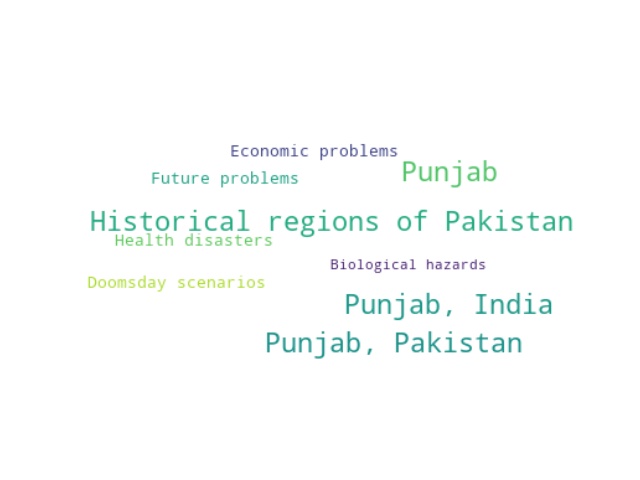 Economic problems
Punjab
Future problems
Historical regions of Pakistan
Health disasters
Biological hazards
Doomsday scenarios
Punjab, India
Punjab, Pakistan